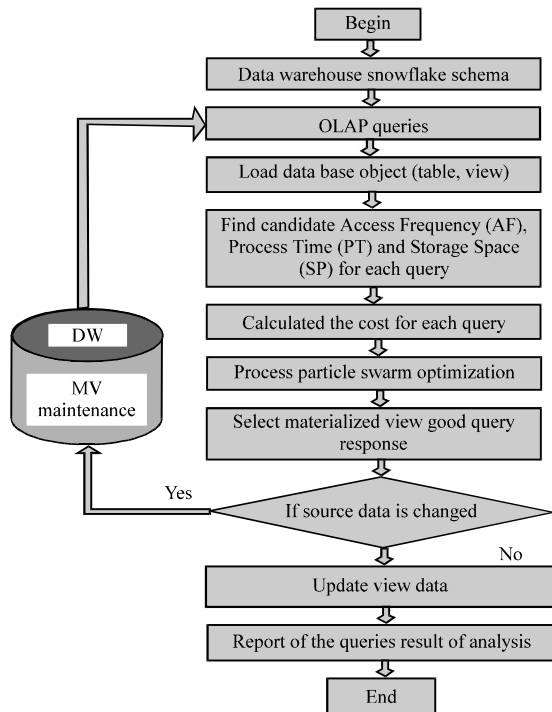 Begin
Data warehouse snowflake schema
OLAP queries
Load data base object (table, view)
Find candidate Access Frequency (AF),
Process Time (PT) and Storage Space
(SP) for each query
Calculated the cost for each query
Process particle swarm optimization
Select materialized view good query
response
If source data is changed
Yes
DW
MV
maintenance
No
Update view data
Report of the queries result of analysis
End